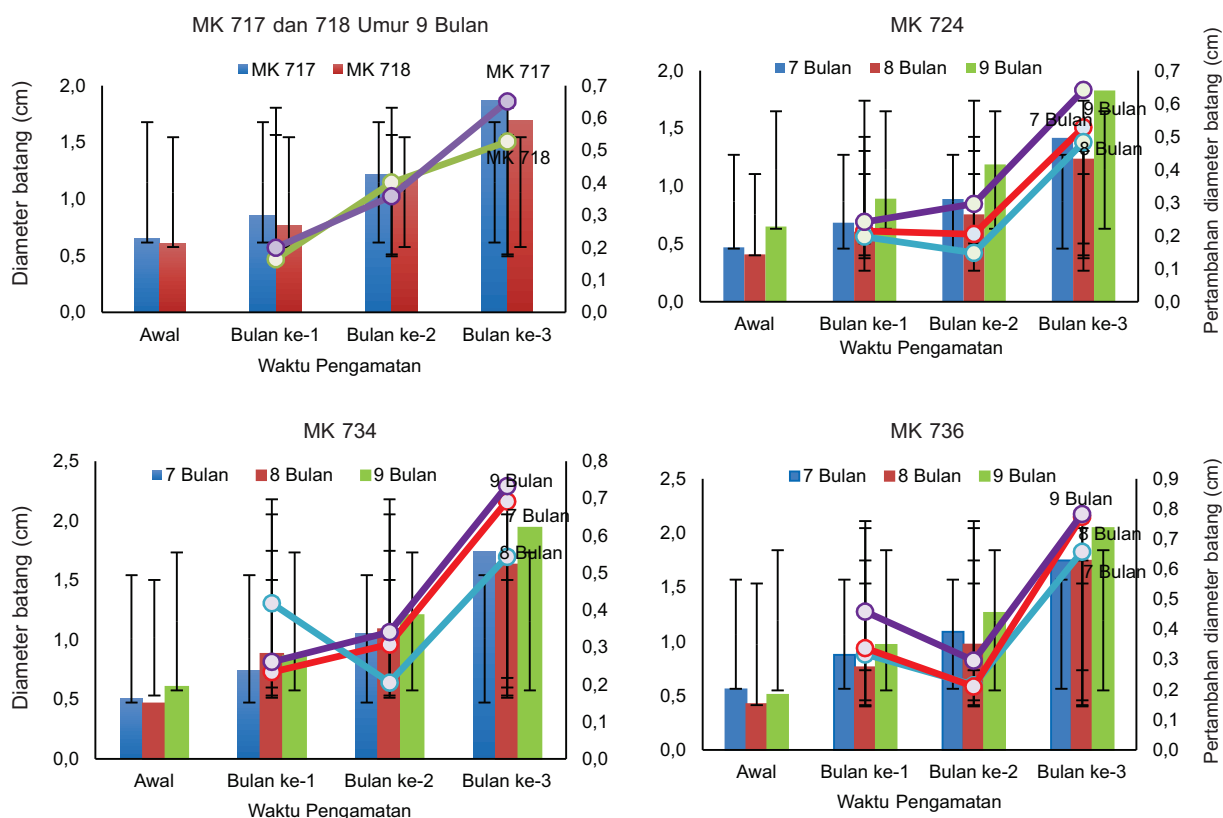 MK 717 dan 718 Umur 9 Bulan
MK 717 MK 718
MK 717
MK 718
Diameter batang (cm)
2,0
1,5
1,0
0,5
0,0
0,7
0,6
0,5
0,4
0,3
0,2
0,1
0,0
Awal Bulan ke-1 Bulan ke-2 Bulan ke-3
Waktu Pengamatan
MK 724
7 Bulan 8 Bulan 9 Bulan
9 Bulan
7 Bulan
8 Bulan
2,0
1,5
1,0
0,5
0,0
0,7
0,6
0,5
0,4
0,3
0,2
0,1
0,0
Pertambahan diameter batang (cm)
Awal Bulan ke-1 Bulan ke-2 Bulan ke-3
Waktu Pengamatan
MK 734
7 Bulan 8 Bulan 9 Bulan
9 Bulan
7 Bulan
8 Bulan
Diameter batang (cm)
2,5
2,0
1,5
1,0
0,5
0,0
0,8
0,7
0,6
0,5
0,4
0,3
0,2
0,1
0,0
Awal Bulan ke-1 Bulan ke-2 Bulan ke-3
Waktu Pengamatan
MK 736
7 Bulan 8 Bulan 9 Bulan
9 Bulan
8 Bulan
7 Bulan
2,5
2,0
1,5
1,0
0,5
0,0
0,9
0,8
0,7
0,6
0,5
0,4
0,3
0,2
0,1
0,0
Pertambahan diameter batang (cm)
Awal Bulan ke-1 Bulan ke-2 Bulan ke-3
Waktu Pengamatan